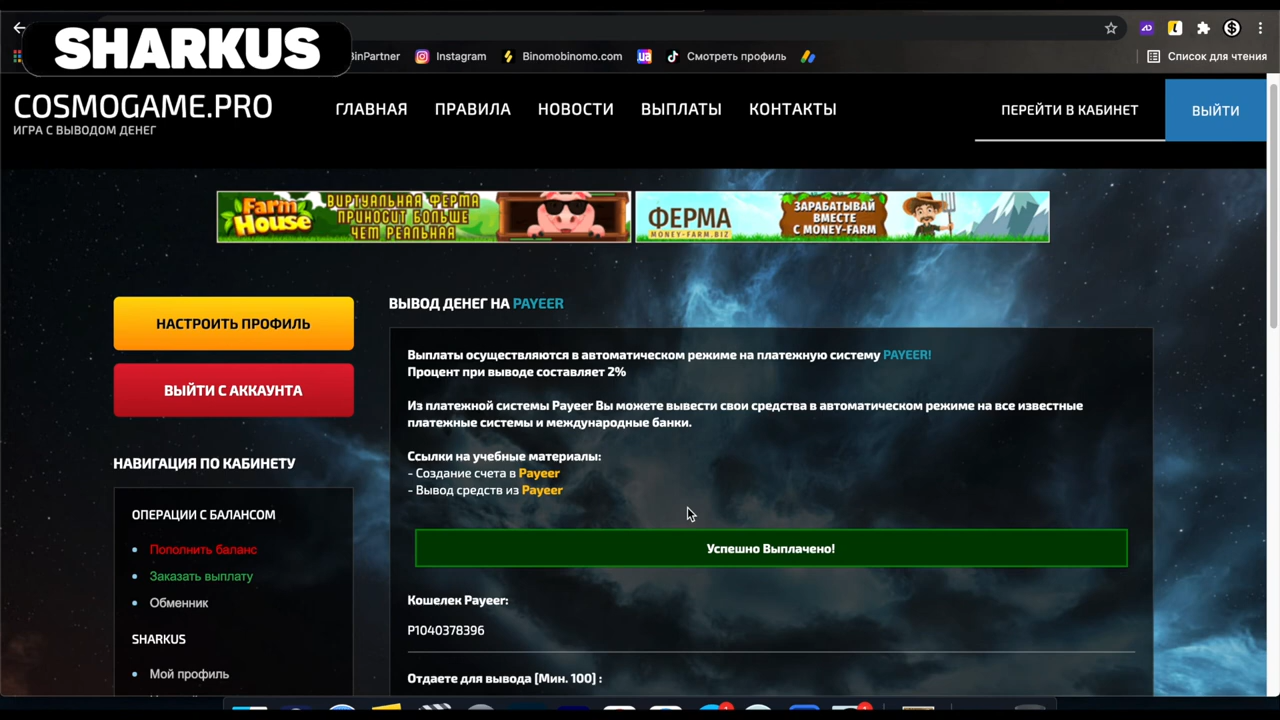 SHARKUS
BinPartner
Instagram
Binomobinomo.com
Смотреть профиль
Список для чтения
COSMOGAME.PRO
ИГРА С ВЫВОДОМ ДЕНЕГ
ГЛАВНАЯ
ПРАВИЛА
НОВОСТИ
ВЫПЛАТЫ
КОНТАКТЫ
ПЕРЕЙТИ В КАБИНЕТ
ВЫЙТИ
Farm House
ВИРТУАЛЬНАЯ ФЕРМА
ПРИНОСИТ БОЛЬШЕ
ЧЕМ РЕАЛЬНАЯ
ФЕРМА
MONEY-FARM.BIZ
ЗАРАБАТЫВАЙ
ВМЕСТЕ
С MONEY-FARM
НАСТРОИТЬ ПРОФИЛЬ
ВЫЙТИ С АККАУНТА
НАВИГАЦИЯ ПО КАБИНЕТУ
ОПЕРАЦИИ С БАЛАНСОМ
Пополнить баланс
Заказать выплату
Обменник
SHARKUS
Мой профиль
ВЫВОД ДЕНЕГ НА PAYEER
Выплаты осуществляются в автоматическом режиме на платежную систему PAYEER!
Процент при выводе составляет 2%
Из платежной системы Payeer Вы можете вывести свои средства в автоматическом режиме на все известные
платежные системы и международные банки.
Ссылки на учебные материалы:
- Создание счета в Payeer
- Вывод средств из Payeer
Успешно Выплачено!
Кошелек Payeer:
P1040378396
Отдаете для вывода [Мин. 100] :